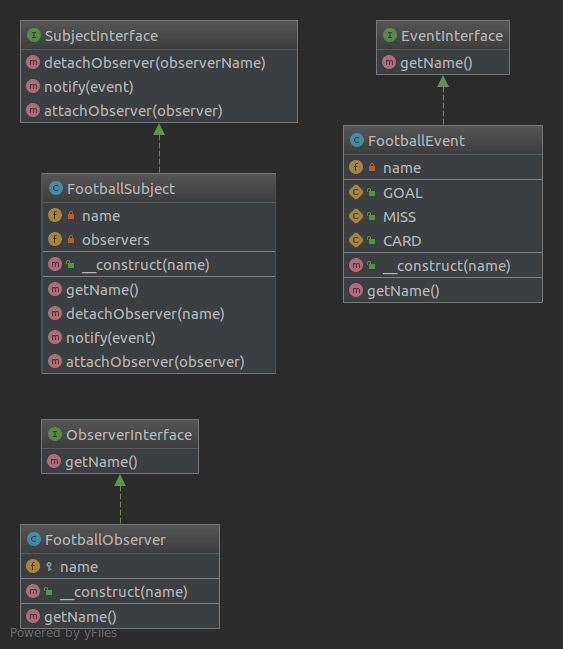 SubjectInterface
detachObserver(observerName)
notify(event)
attachObserver(observer)
EventInterface
getName()
FootballSubject
name
observers
__construct(name)
getName()
detachObserver(name)
notify(event)
attachObserver(observer)
FootballEvent
name
GOAL
MISS
CARD
__construct(name)
getName()
ObserverInterface
getName()
FootballObserver
name
__construct(name)
getName()
Powered by yFiles